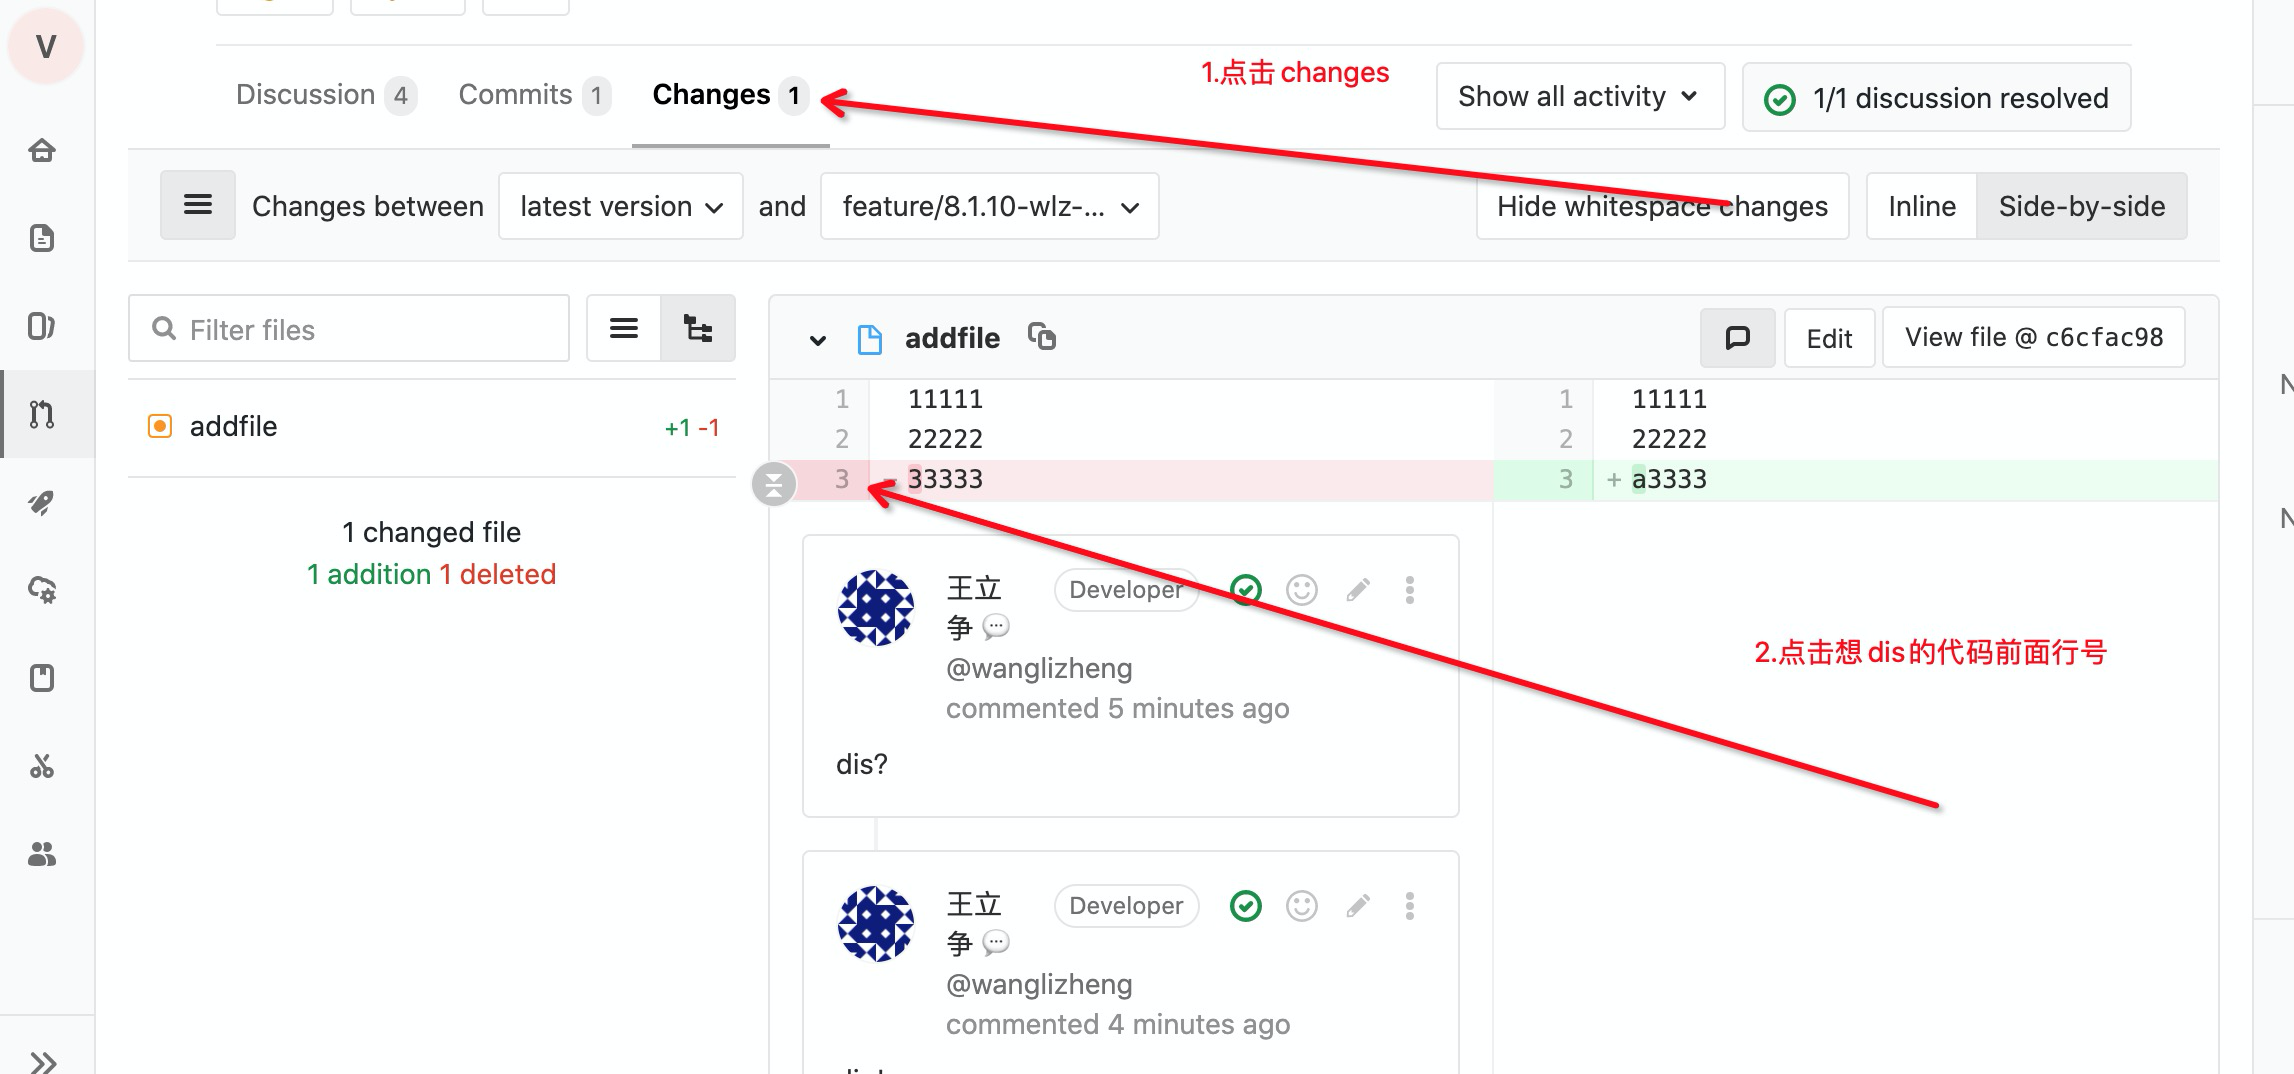 V
Discussion 4 Commits 1 Changes 1
1.点击 changes
Show all activity
1/1 discussion resolved
Changes between latest version and feature/8.1.10-wlz-...
Hide whitespace changes Inline Side-by-side
Filter files
addfile +1 -1
1 changed file
1 addition 1 deleted
addfile
Edit View file @ c6cfac98
1 11111 1 11111
2 22222 2 22222
3 - 33333 3 + a3333
王立 Developer
争
@wanglizheng
commented 5 minutes ago
dis?
2.点击想 dis 的代码前面行号
王立 Developer
争
@wanglizheng
commented 4 minutes ago
N
N